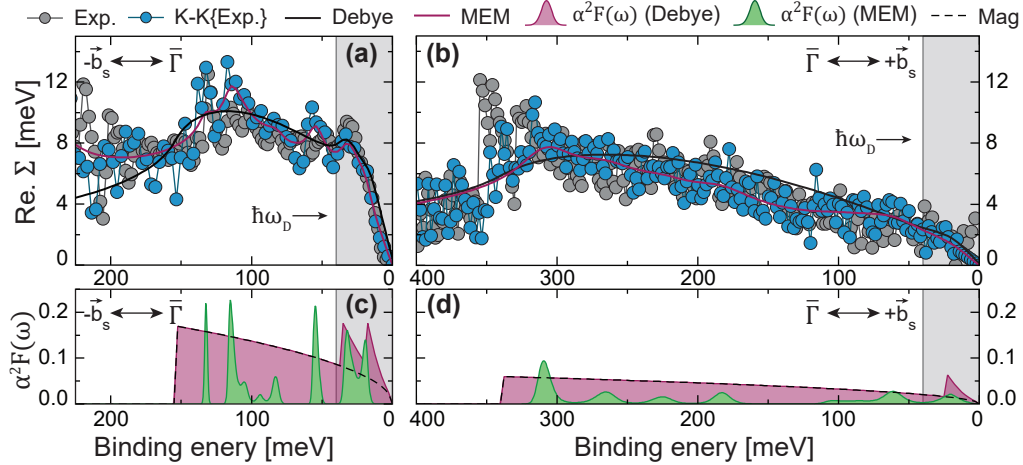 Exp. K-K{Exp.} Debye MEM α²F(ω) (Debye) α²F(ω) (MEM) Mag
Re. Σ [meV]
12
8
4
0
-b⃗s Γ̅
(a)
ħωD
200 100 0
(b)
Γ̅ +b⃗s
ħωD
12
8
4
0
400 300 200 100 0
α²F(ω)
0.2
0.1
0.0
-b⃗s Γ̅
(c)
200 100 0
Binding enery [meV]
(d)
Γ̅ +b⃗s
0.2
0.1
0.0
400 300 200 100 0
Binding enery [meV]